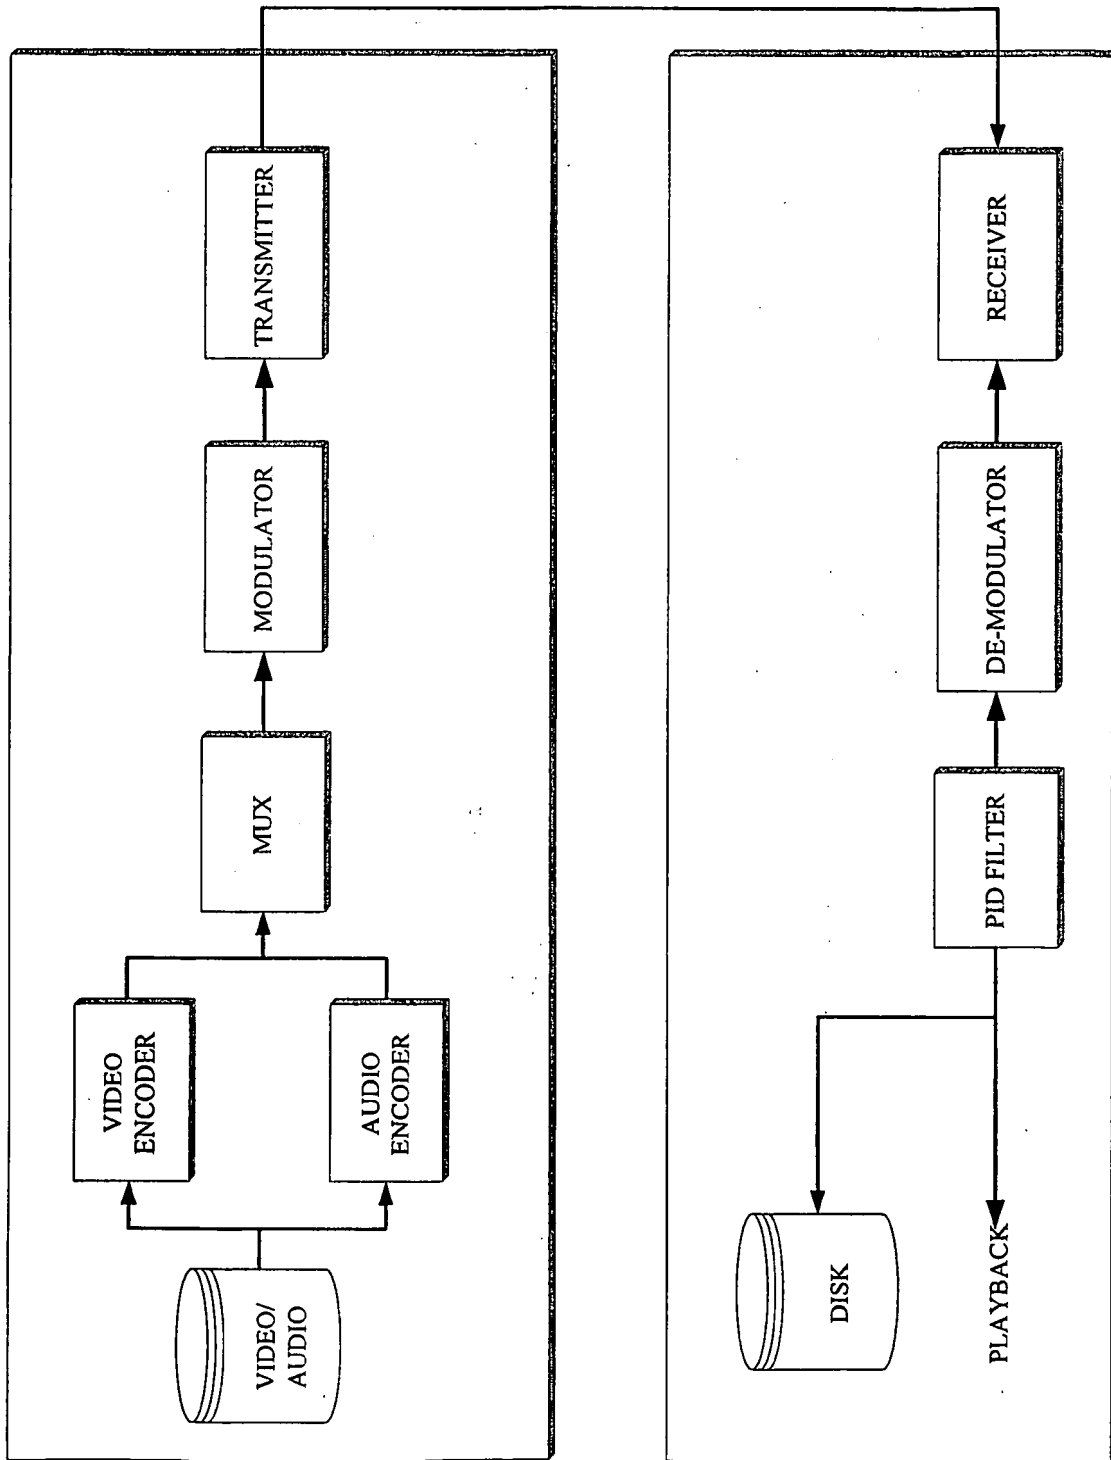 VIDEO/
AUDIO
VIDEO
ENCODER
AUDIO
ENCODER
MUX
MODULATOR
TRANSMITTER
DISK
PLAYBACK
PID FILTER
DE-MODULATOR
RECEIVER